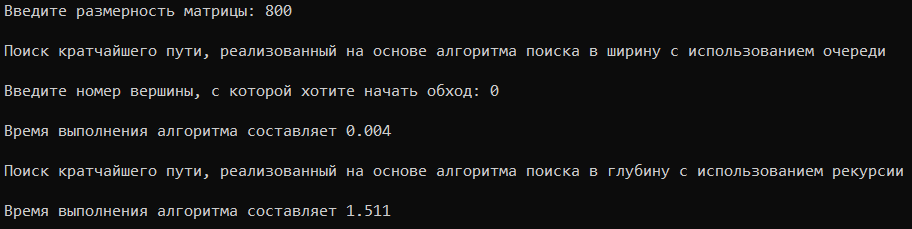 Введите размерность матрицы: 800
Поиск кратчайшего пути, реализованный на основе алгоритма поиска в ширину с использованием очереди
Введите номер вершины, с которой хотите начать обход: 0
Время выполнения алгоритма составляет 0.004
Поиск кратчайшего пути, реализованный на основе алгоритма поиска в глубину с использованием рекурсии
Время выполнения алгоритма составляет 1.511